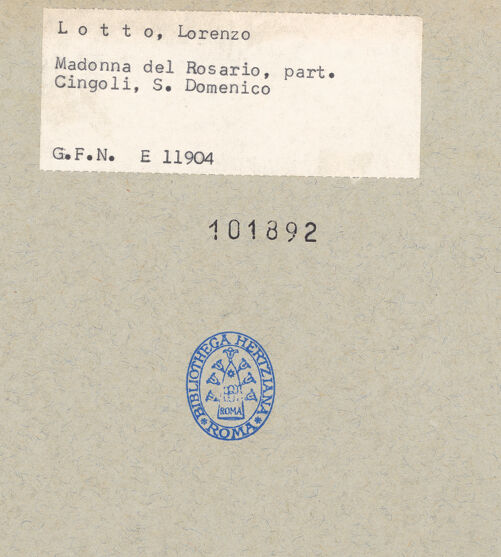 L o t t o, Lorenzo
Madonna del Rosario, part.
Cingoli, S. Domenico
G.F.N. E 11904
101892
BIBLIOTHECA HERTZIANA
ROMA
* ROMA *